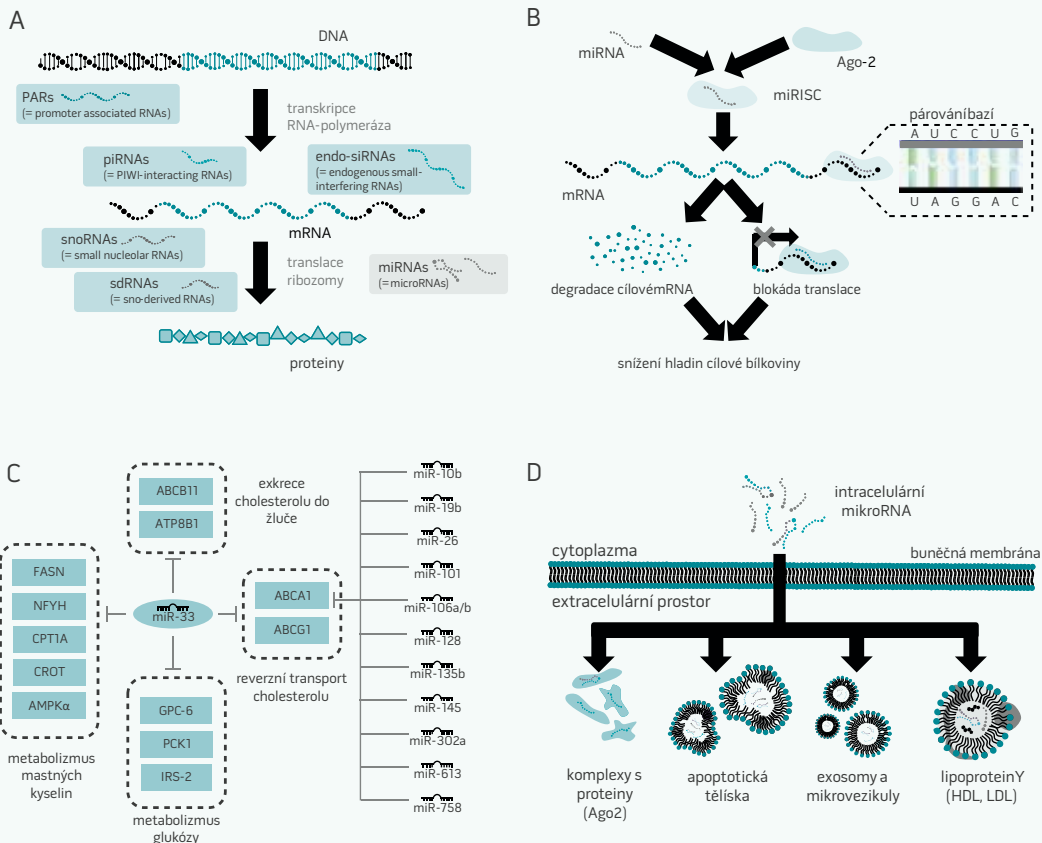 A
DNA
PARs
(= promoter associated RNAs)
transkripce
RNA-polymeráza
piRNAs
(= PIWI-interacting RNAs)
endo-siRNAs
(= endogenous small-
interfering RNAs)
mRNA
snoRNAs
(= small nucleolar RNAs)
translace
ribozomy
miRNAs
(= microRNAs)
sdRNAs
(= sno-derived RNAs)
proteiny
B
miRNA
Ago-2
miRISC
párování bazí
A U C C U G
U A G G A C
mRNA
degradace cílovémRNA
blokáda translace
snížení hladin cílové bílkoviny
C
ABCB11
ATP8B1
exkrece
cholesterolu do
žluče
FASN
NFYH
CPT1A
CROT
AMPKα
metabolizmus
mastných
kyselin
miR-33
ABCA1
ABCG1
reverzní transport
cholesterolu
GPC-6
PCK1
IRS-2
metabolizmus
glukózy
miR-10b
miR-19b
miR-26
miR-101
miR-106a/b
miR-128
miR-135b
miR-145
miR-302a
miR-613
miR-758
D
intracelulární
mikroRNA
cytoplazma
buněčná membrána
extracelulární prostor
komplexy s
proteiny
(Ago2)
apoptotická
tělíska
exosomy a
mikrovezikuly
lipoproteinY
(HDL, LDL)